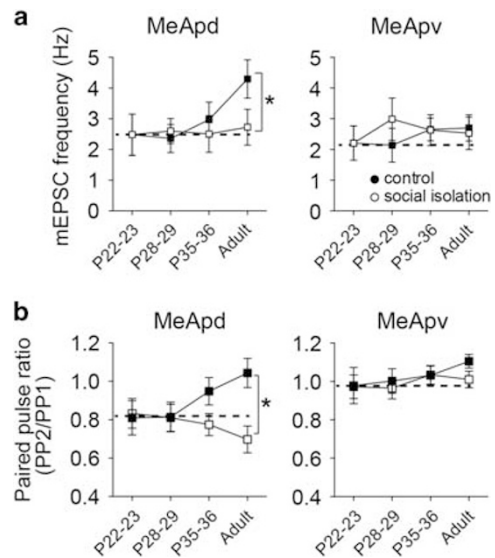 a
MeApd
MeApv
mEPSC frequency (Hz)
5
4
3
2
1
0
*
P22-23
P28-29
P35-36
Adult
5
4
3
2
1
0
control
social isolation
P22-23
P28-29
P35-36
Adult
b
MeApd
MeApv
Paired pulse ratio
(PP2/PP1)
1.2
1.0
0.8
0.6
0.4
*
P22-23
P28-29
P35-36
Adult
1.2
1.0
0.8
0.6
0.4
P22-23
P28-29
P35-36
Adult